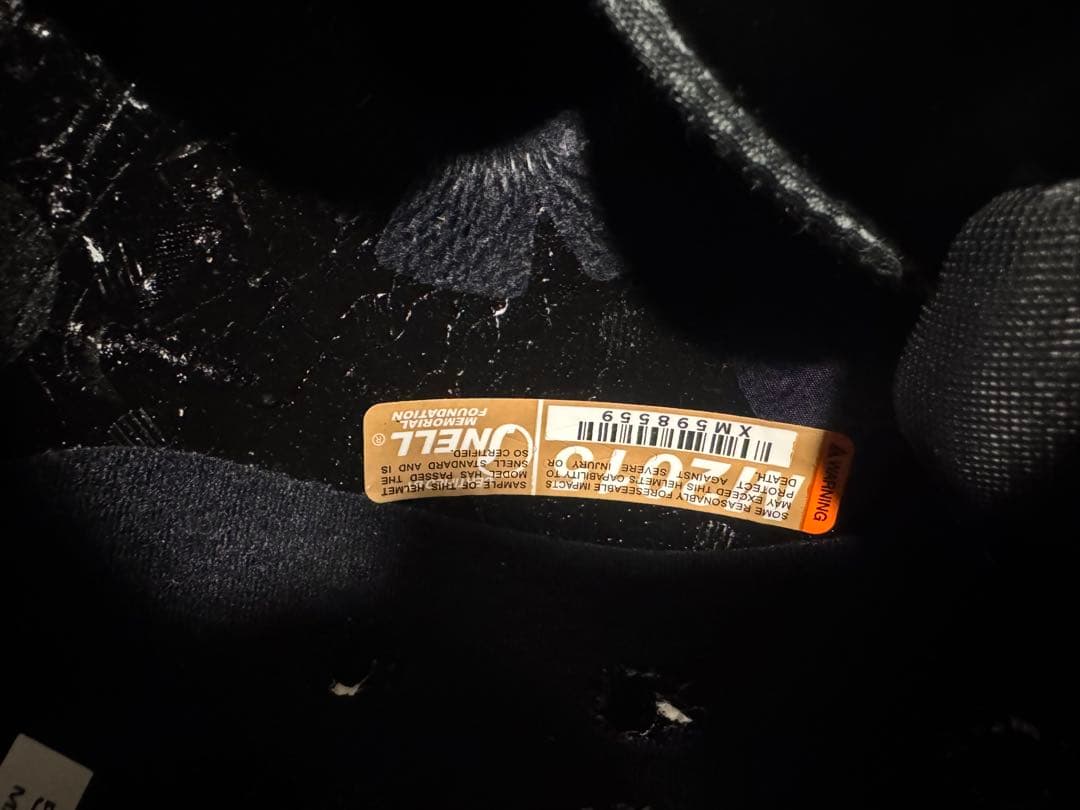 SNELL®
MEMORIAL
FOUNDATION
SAMPLE OF THIS HELMET
MODEL HAS PASSED THE
SNELL STANDARD AND IS
SO CERTIFIED.
WARNING
SOME REASONABLY FORESEEABLE IMPACTS
MAY EXCEED THIS HELMET'S CAPABILITY TO
PROTECT AGAINST SEVERE INJURY OR
DEATH.
XM598559